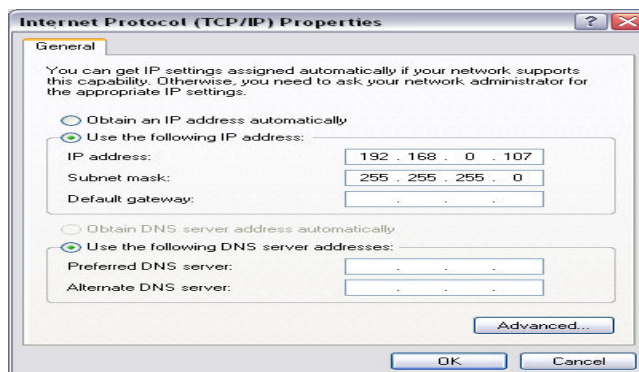 Internet Protocol (TCP/IP) Properties
General
You can get IP settings assigned automatically if your network supports
this capability. Otherwise, you need to ask your network administrator for
the appropriate IP settings.
Obtain an IP address automatically
Use the following IP address:
IP address: 192 . 168 . 0 . 107
Subnet mask: 255 . 255 . 255 . 0
Default gateway: . . .
Obtain DNS server address automatically
Use the following DNS server addresses:
Preferred DNS server: . . .
Alternate DNS server: . . .
Advanced...
OK Cancel